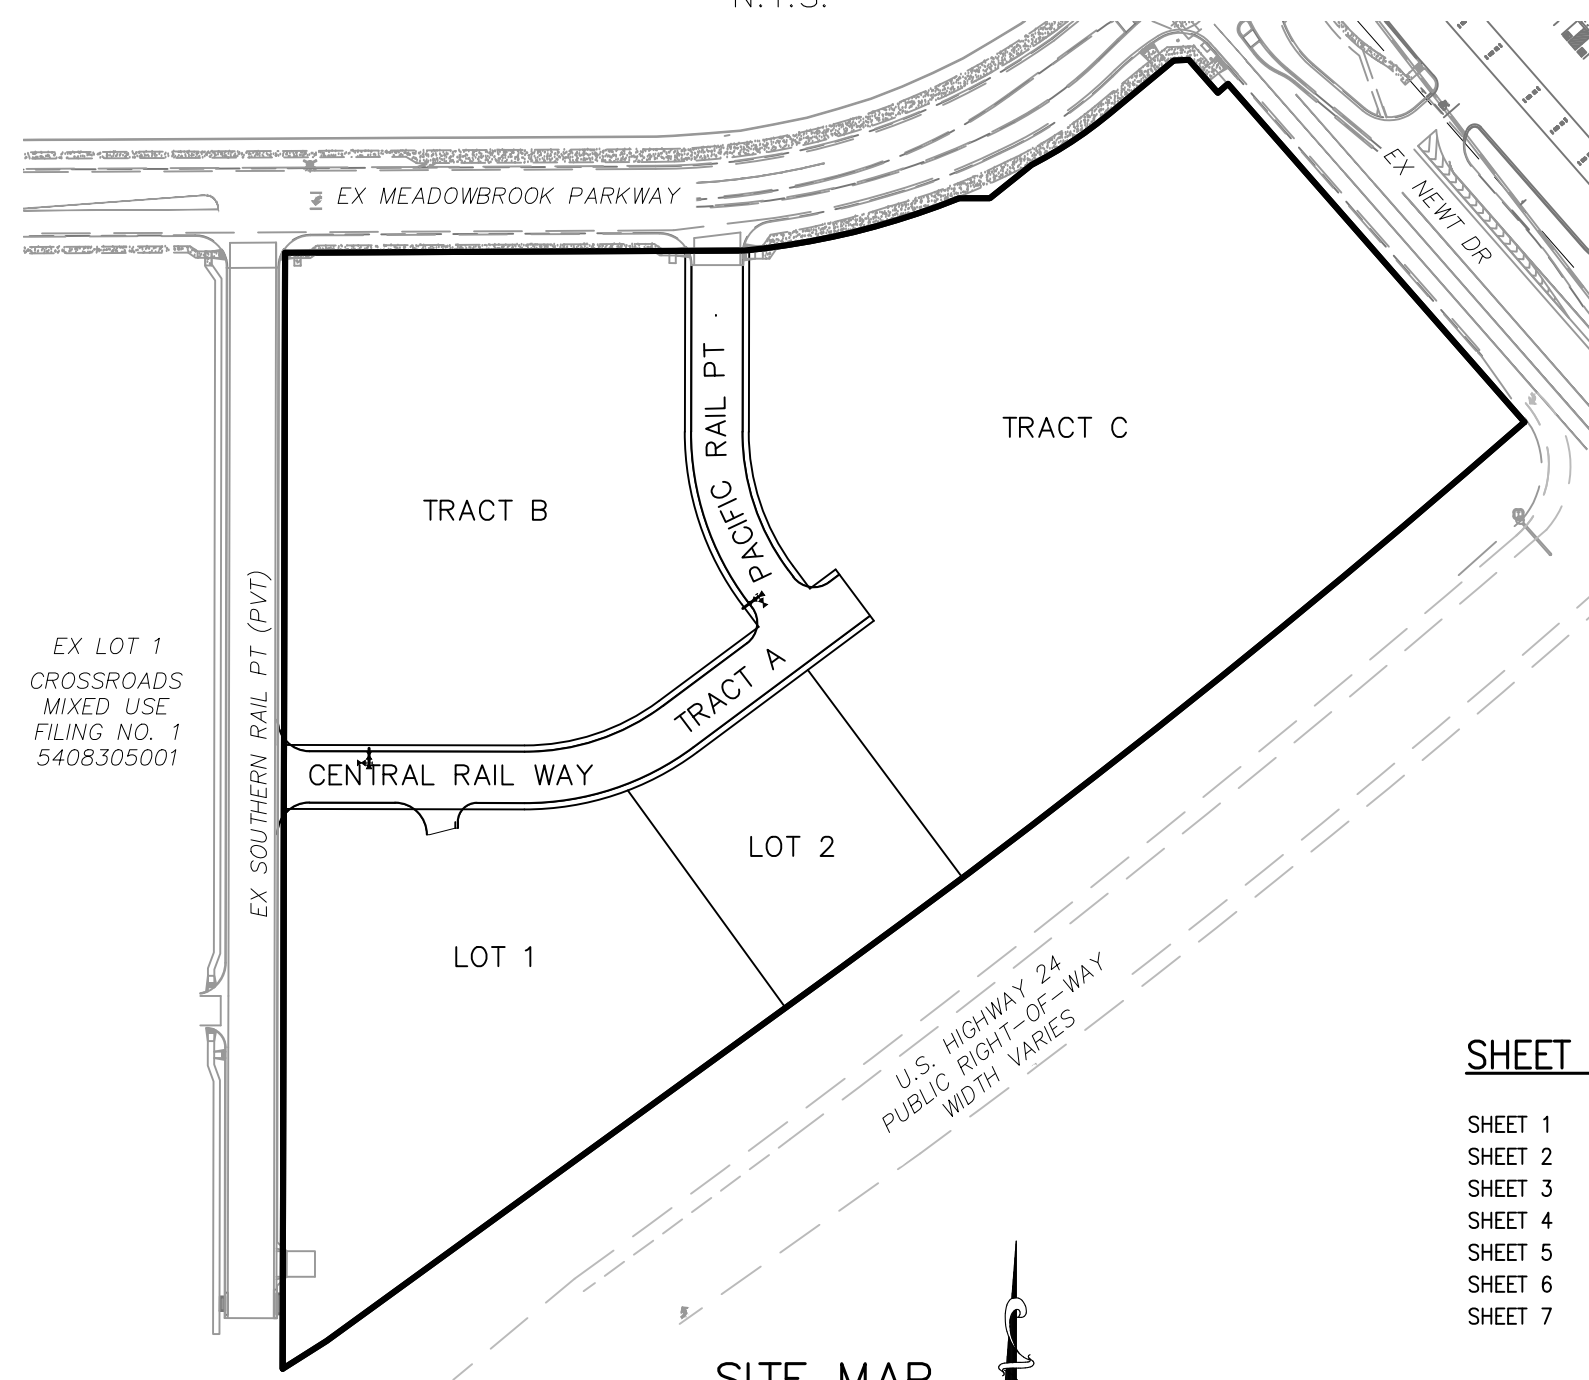 N.T.S.
EX MEADOWBROOK PARKWAY
EX NEWT DR
PACIFIC RAIL PT
TRACT C
TRACT B
EX SOUTHERN RAIL PT (PVT)
EX LOT 1
CROSSROADS
MIXED USE
FILING NO. 1
5408305001
TRACT A
CENTRAL RAIL WAY
LOT 2
LOT 1
U.S. HIGHWAY 24
PUBLIC RIGHT-OF-WAY
WIDTH VARIES
SHEET
SHEET 1
SHEET 2
SHEET 3
SHEET 4
SHEET 5
SHEET 6
SHEET 7
SITE MAP